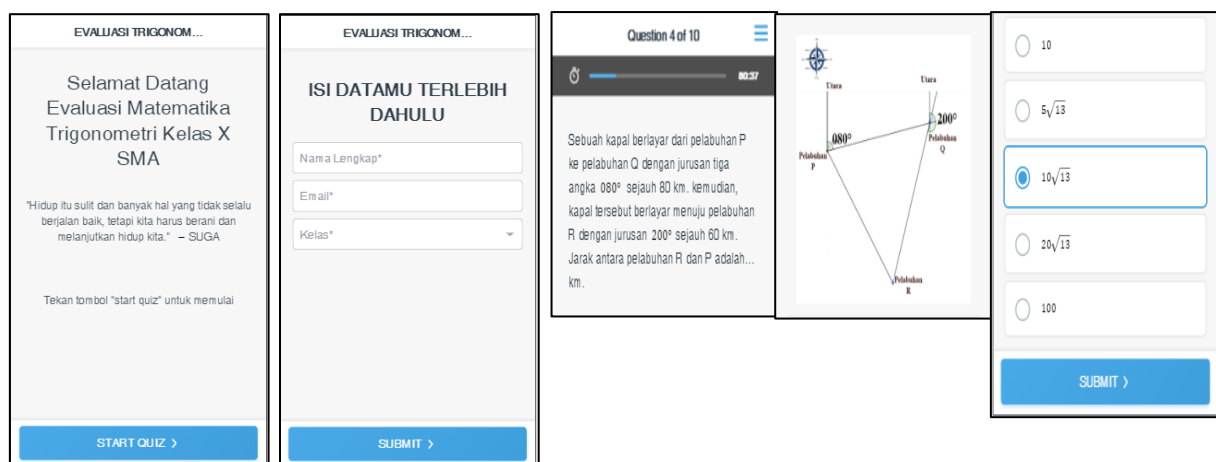 EVALUASI TRIGONOM...
Selamat Datang
Evaluasi Matematika
Trigonometri Kelas X
SMA
"Hidup itu sulit dan banyak hal yang tidak selalu
berjalan baik, tetapi kita harus berani dan
melanjutkan hidup kita." – SUGA
Tekan tombol "start quiz" untuk memulai
START QUIZ >
EVALUASI TRIGONOM...
ISI DATAMU TERLEBIH
DAHULU
Nama Lengkap*
Email*
Kelas*
SUBMIT >
Question 4 of 10
80:37
Sebuah kapal berlayar dari pelabuhan P
ke pelabuhan Q dengan jurusan tiga
angka 080° sejauh 80 km. kemudian,
kapal tersebut berlayar menuju pelabuhan
R dengan jurusan 200° sejauh 60 km.
Jarak antara pelabuhan R dan P adalah...
km.
Utara
Utara
080°
200°
Pelabuhan
P
Pelabuhan
Q
Pelabuhan
R
10
5√13
10√13
20√13
100
SUBMIT >